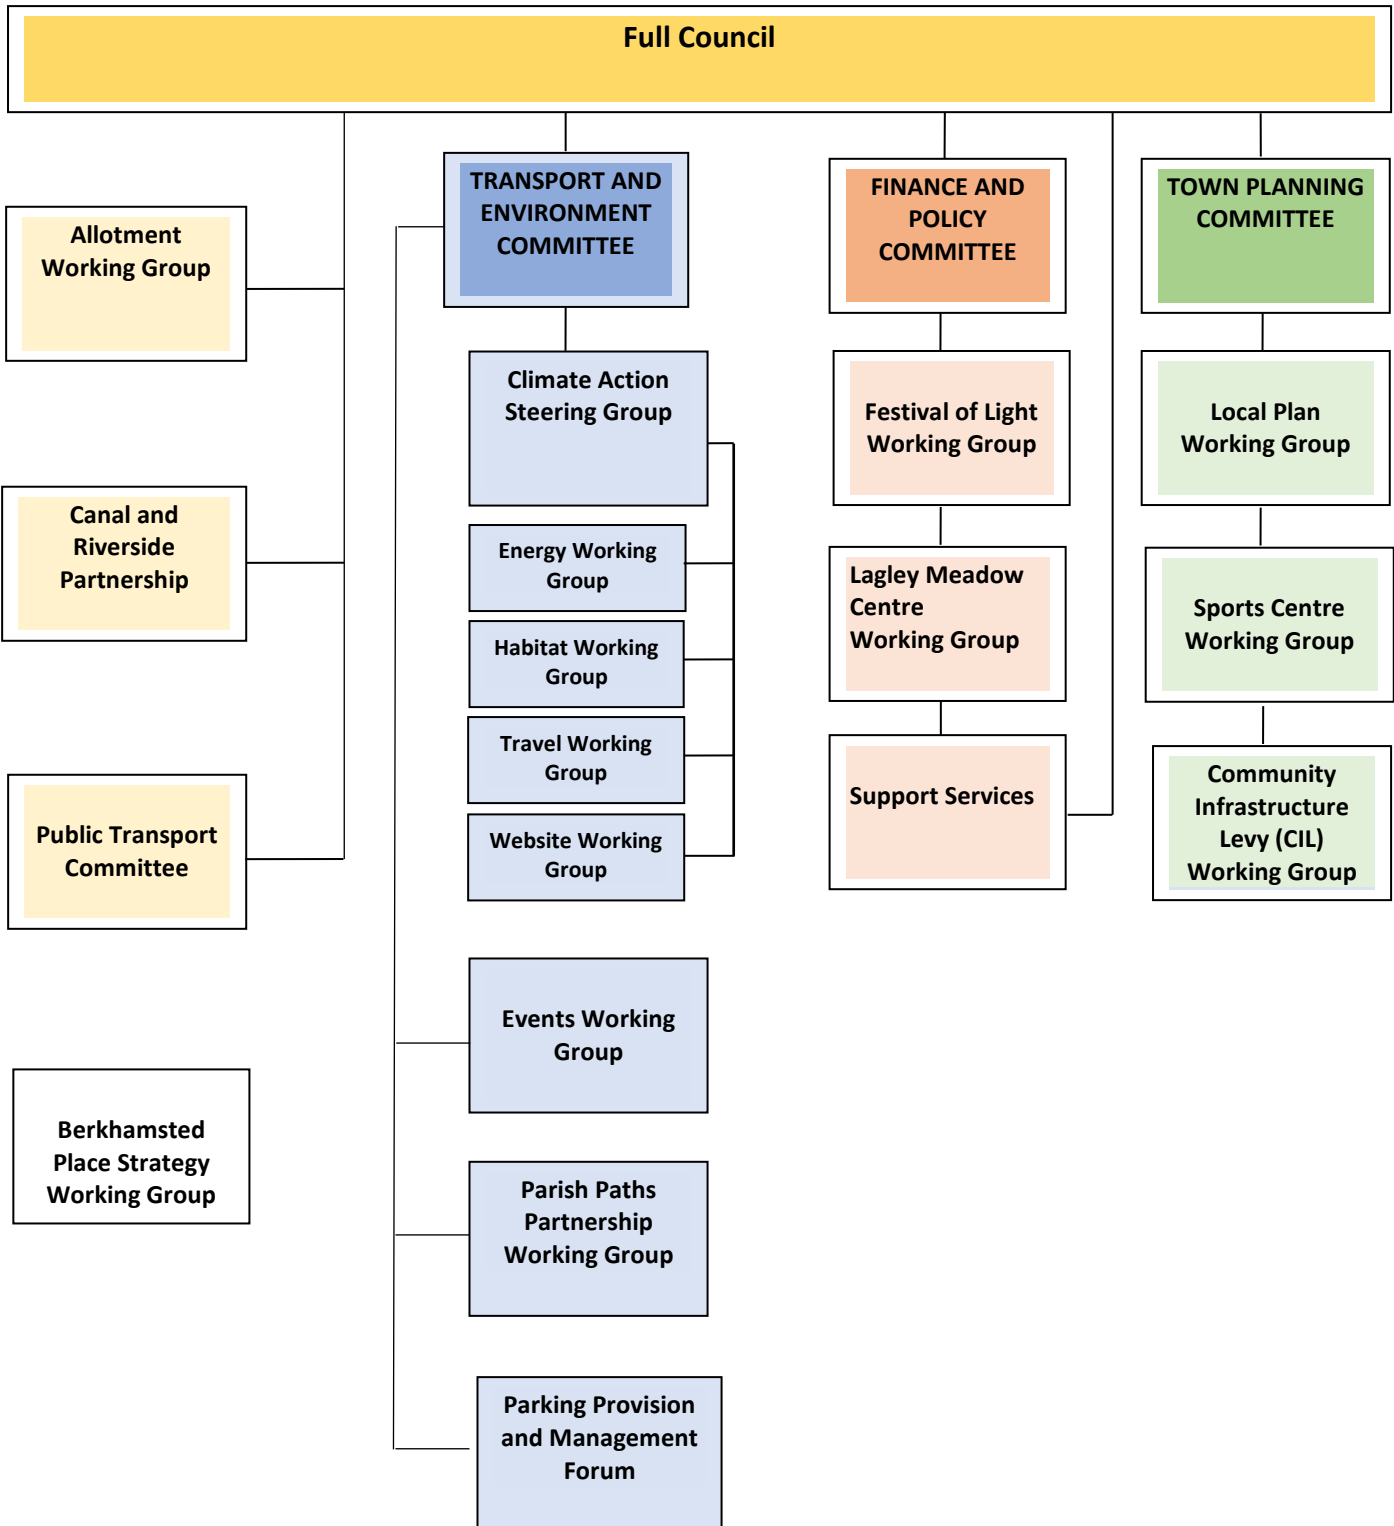 Full Council
TRANSPORT AND
ENVIRONMENT
COMMITTEE
FINANCE AND
POLICY
COMMITTEE
TOWN PLANNING
COMMITTEE
Allotment
Working Group
Canal and
Riverside
Partnership
Public Transport
Committee
Berkhamsted
Place Strategy
Working Group
Climate Action
Steering Group
Energy Working
Group
Habitat Working
Group
Travel Working
Group
Website Working
Group
Events Working
Group
Parish Paths
Partnership
Working Group
Parking Provision
and Management
Forum
Festival of Light
Working Group
Lagley Meadow
Centre
Working Group
Support Services
Local Plan
Working Group
Sports Centre
Working Group
Community
Infrastructure
Levy (CIL)
Working Group